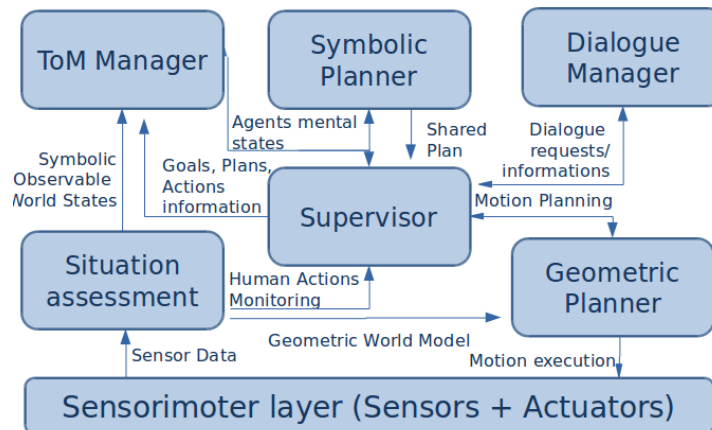 ToM Manager
Symbolic
Planner
Dialogue
Manager
Agents mental
states
Shared
Plan
Dialogue
requests/
informations
Symbolic
Observable
World States
Goals, Plans,
Actions
information
Supervisor
Motion Planning
Situation
assessment
Human Actions
Monitoring
Geometric
Planner
Geometric World Model
Sensor Data
Motion execution
Sensorimoter layer (Sensors + Actuators)